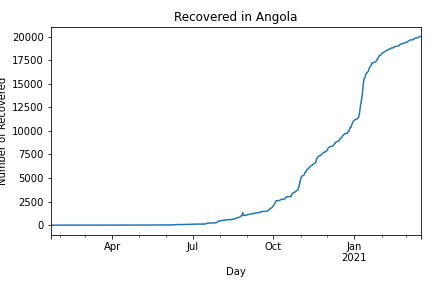 Recovered in Angola
Number of Recovered
20000
17500
15000
12500
10000
7500
5000
2500
0
Apr
Jul
Oct
Jan
2021
Day